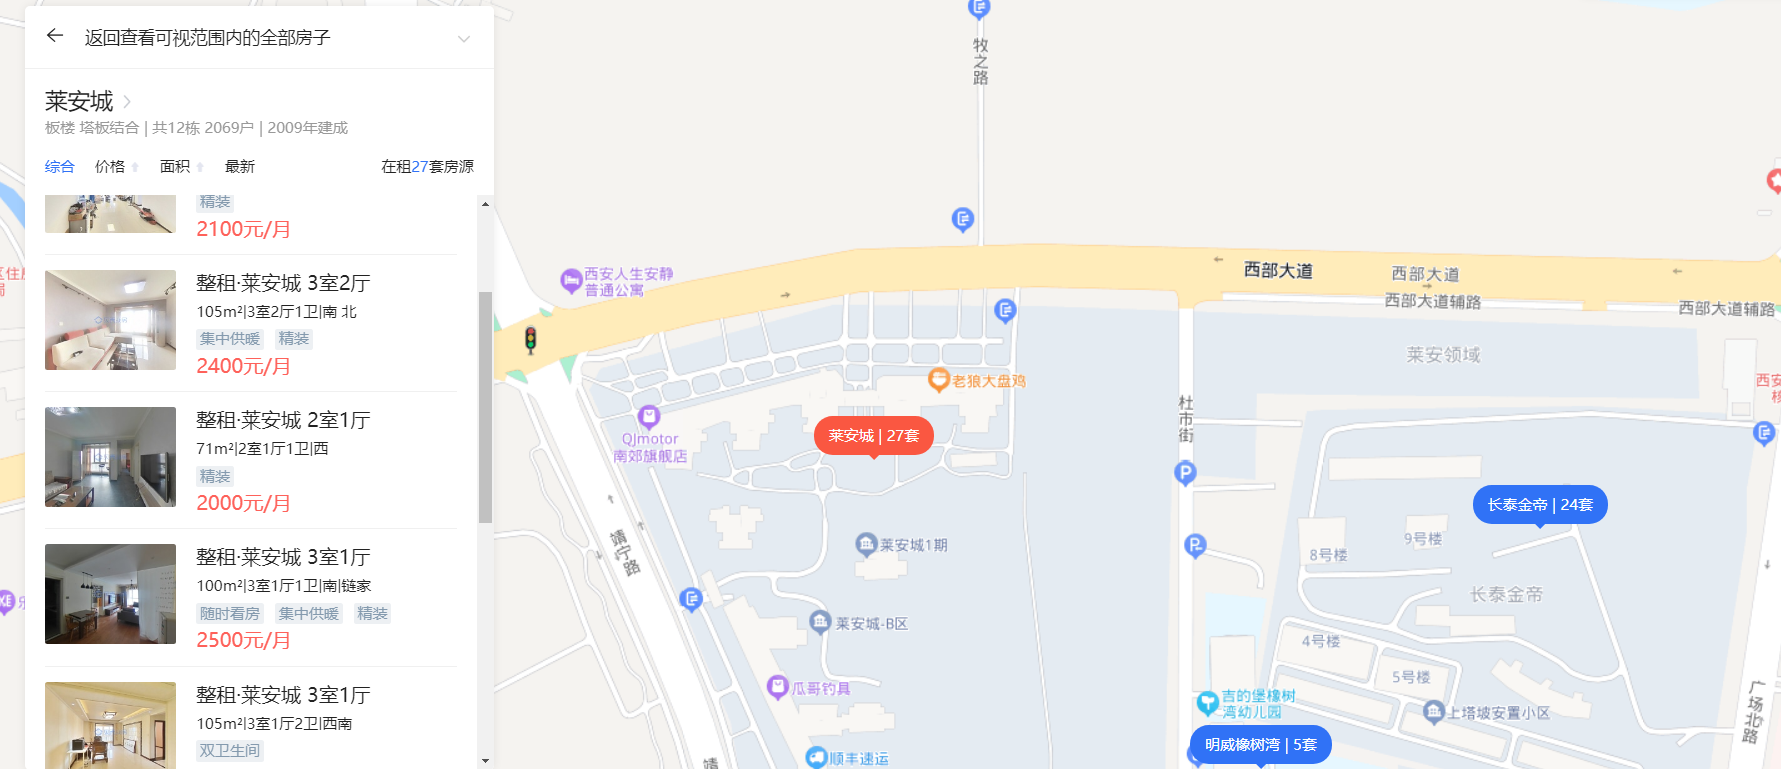 返回查看可视范围内的全部房子
莱安城
板楼 塔板结合 | 共12栋 2069户 | 2009年建成
综合 价格 面积 最新 在租27套房源
精装
2100元/月
整租·莱安城 3室2厅
105m²|3室2厅1卫|南 北
集中供暖 精装
2400元/月
整租·莱安城 2室1厅
71m²|2室1厅1卫|西
精装
2000元/月
整租·莱安城 3室1厅
100m²|3室1厅1卫|南|链家
随时看房 集中供暖 精装
2500元/月
整租·莱安城 3室1厅
105m²|3室1厅2卫|西南
双卫生间
牧之路
西安人生安静
普通公寓
西部大道
西部大道
西部大道辅路
西部大道辅路
莱安领域
老狼大盘鸡
杜市街
QJmotor
南郊旗舰店
莱安城 | 27套
长泰金帝 | 24套
靖宁路
莱安城1期
8号楼
9号楼
长泰金帝
莱安城-B区
4号楼
5号楼
瓜哥钓具
吉的堡橡树
湾幼儿园
上塔坡安置小区
广场北路
明威橡树湾 | 5套
顺丰速运
靖
P
P